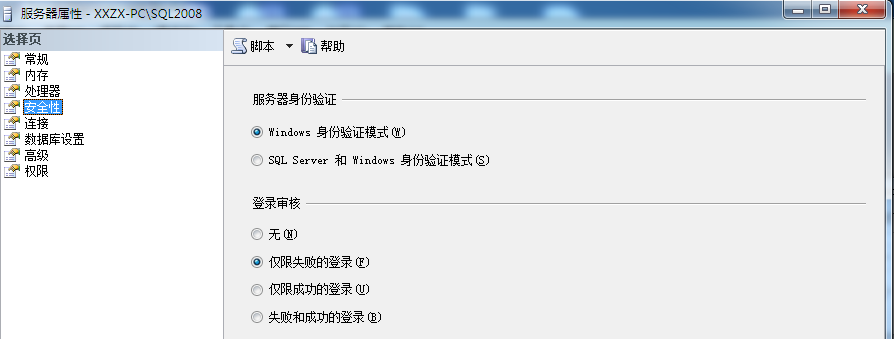 服务器属性 - XXZX-PC\SQL2008
选择页
常规
内存
处理器
安全性
连接
数据库设置
高级
权限
脚本 帮助
服务器身份验证
Windows 身份验证模式(W)
SQL Server 和 Windows 身份验证模式(S)
登录审核
无(N)
仅限失败的登录(F)
仅限成功的登录(U)
失败和成功的登录(B)